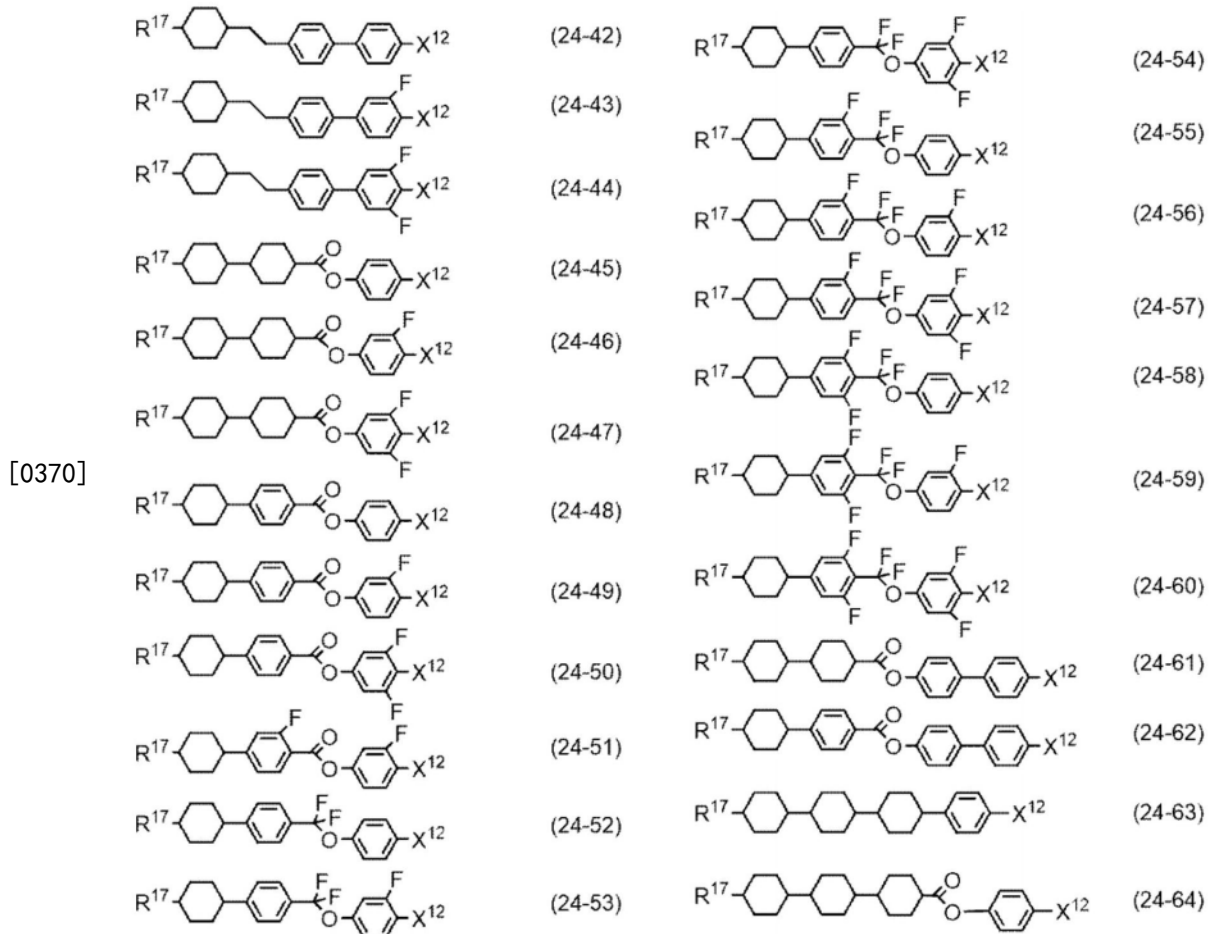 [0370]
R¹⁷ X¹² (24-42)
F
R¹⁷ X¹² (24-43)
F
R¹⁷ X¹² (24-44)
F
R¹⁷ O
O X¹² (24-45)
R¹⁷ O F
O X¹² (24-46)
R¹⁷ O F
O X¹² (24-47)
F
R¹⁷ O
O X¹² (24-48)
R¹⁷ O F
O X¹² (24-49)
R¹⁷ O F
O X¹² (24-50)
F
F
R¹⁷ O F
O X¹² (24-51)
F
R¹⁷ F
O X¹² (24-52)
F F
R¹⁷ F
O X¹² (24-53)
F F
R¹⁷ F
O X¹² (24-54)
F
F F
R¹⁷ F
O X¹² (24-55)
F F F
R¹⁷ F
O X¹² (24-56)
F F F
R¹⁷ F
O X¹² (24-57)
F
F F
R¹⁷ F
O X¹² (24-58)
F
F F F
R¹⁷ F
O X¹² (24-59)
F
F F F
R¹⁷ F
O X¹² (24-60)
F F
R¹⁷ O
O X¹² (24-61)
R¹⁷ O
O X¹² (24-62)
R¹⁷ X¹² (24-63)
R¹⁷ O
O X¹² (24-64)